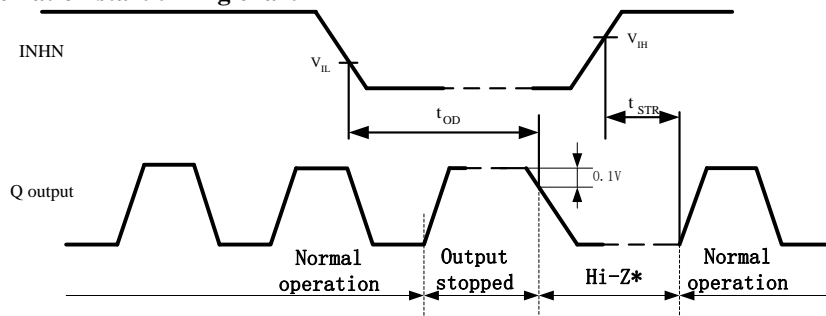 INHN
V_IL
V_IH
t_OD
t_STR
Q output
0.1V
Normal operation
Output stopped
Hi-Z*
Normal operation